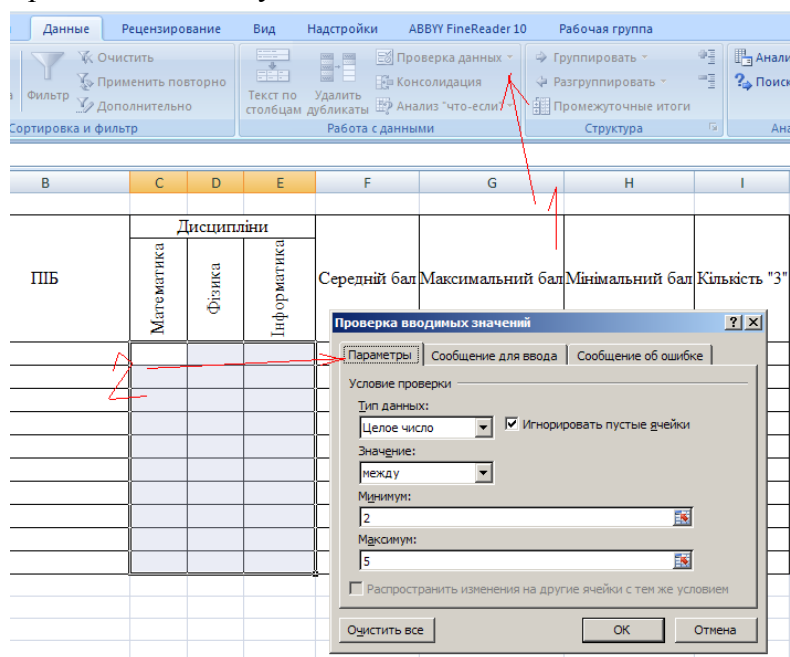 Данные Рецензирование Вид Надстройки ABBYY FineReader 10 Рабочая группа
Очистить Проверка данных Группировать
Применить повторно Консолидация Разгруппировать
Фильтр Дополнительно Текст по столбцам Удалить дубликаты Анализ "что-если" Промежуточные итоги
Сортировка и фильтр Работа с данными Структура
B C D E F G H I
Дисципліни
ПІБ Математика Фізика Інформатика Середній бал Максимальний бал Мінімальний бал Кількість "3"
1
2
Проверка вводимых значений
Параметры Сообщение для ввода Сообщение об ошибке
Условие проверки
Тип данных:
Целое число Игнорировать пустые ячейки
Значение:
между
Минимум:
2
Максимум:
5
Распространить изменения на другие ячейки с тем же условием
Очистить все ОК Отмена